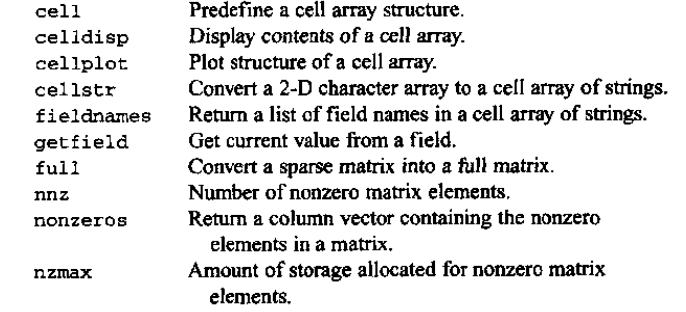 cell Predefine a cell array structure.
celldisp Display contents of a cell array.
cellplot Plot structure of a cell array.
cellstr Convert a 2-D character array to a cell array of strings.
fieldnames Return a list of field names in a cell array of strings.
getfield Get current value from a field.
full Convert a sparse matrix into a full matrix.
nnz Number of nonzero matrix elements.
nonzeros Return a column vector containing the nonzero
elements in a matrix.
nzmax Amount of storage allocated for nonzero matrix
elements.